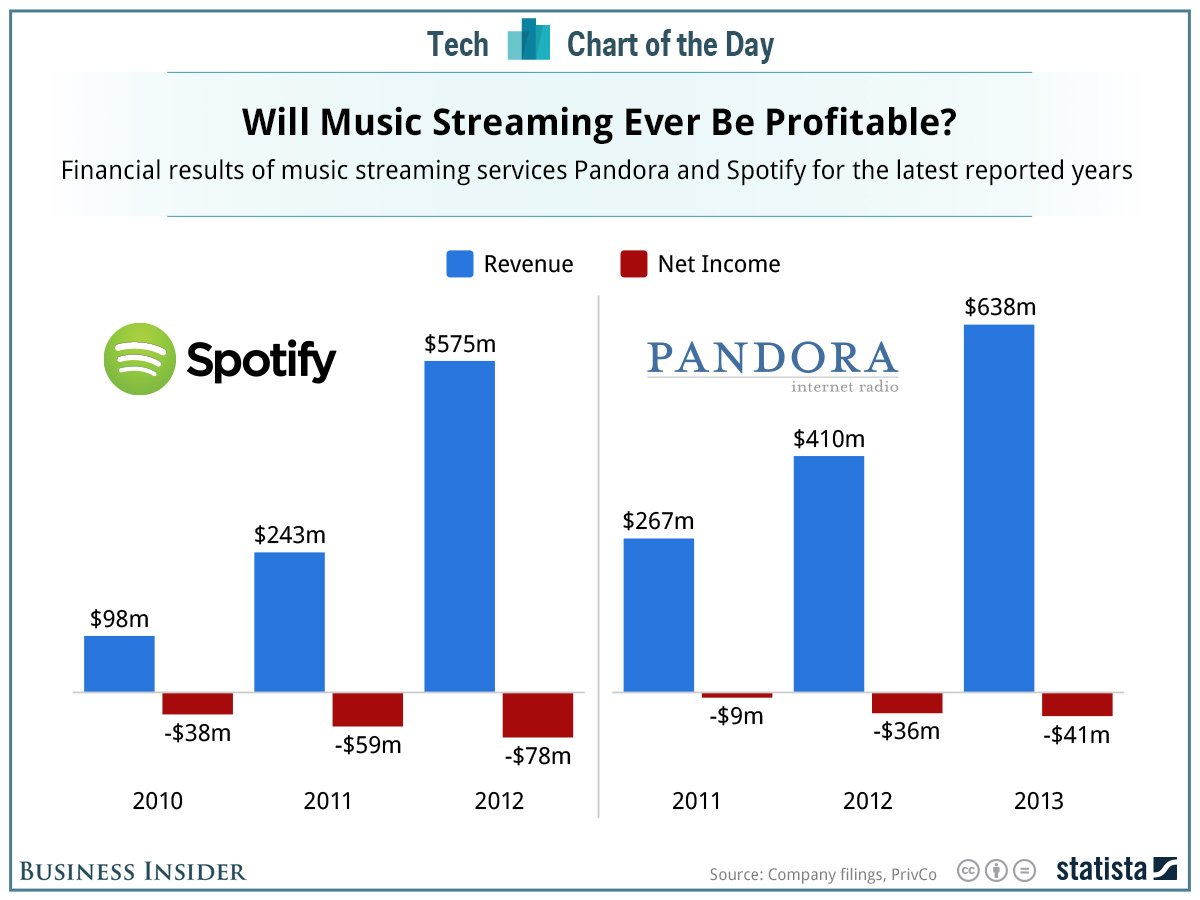 Tech Chart of the Day
Will Music Streaming Ever Be Profitable?
Financial results of music streaming services Pandora and Spotify for the latest reported years
Revenue Net Income
Spotify
$98m
-$38m
$243m
-$59m
$575m
-$78m
2010 2011 2012
PANDORA
internet radio
$267m
-$9m
$410m
-$36m
$638m
-$41m
2011 2012 2013
BUSINESS INSIDER
Source: Company filings, PrivCo
cc
statista